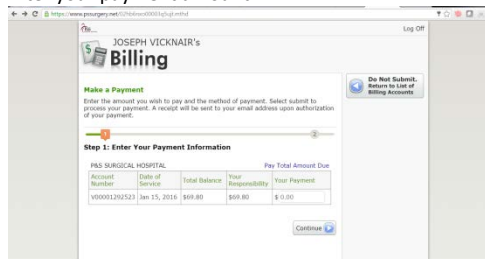 https://www.pssurgery.net/
Log Off
JOSEPH VICKNAIR's
Billing
Do Not Submit.
Return to List of
Billing Accounts
Make a Payment
Enter the amount you wish to pay and the method of payment. Select submit to
process your payment. A receipt will be sent to your email address upon authorization
of your payment.
1
2
Step 1: Enter Your Payment Information
P&S SURGICAL HOSPITAL Pay Total Amount Due
Account Number Date of Service Total Balance Your Responsibility Your Payment
V00001292523 Jan 15, 2016 $69.80 $69.80 $ 0.00
Continue